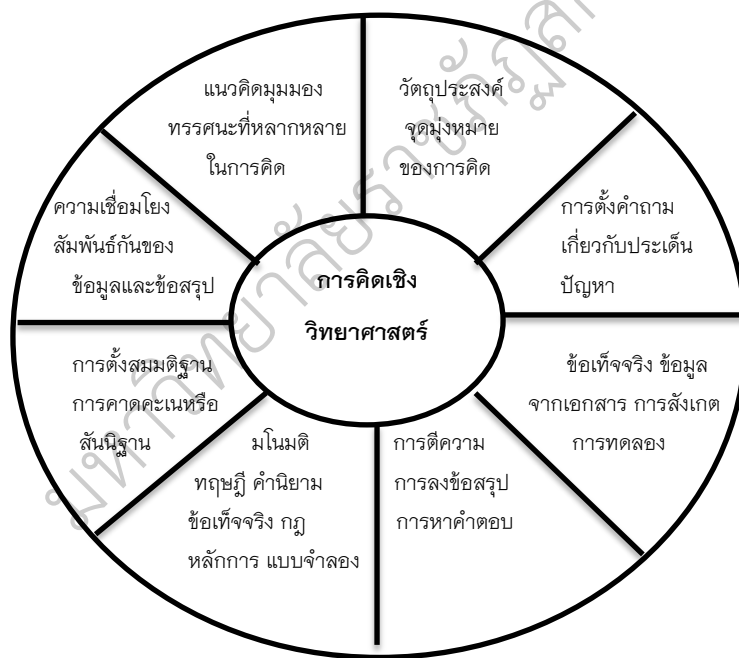 แนวคิดมุมมอง
ทรรศนะที่หลากหลาย
ในการคิด
วัตถุประสงค์
จุดมุ่งหมาย
ของการคิด
ความเชื่อมโยง
สัมพันธ์กันของ
ข้อมูลและข้อสรุป
การตั้งคำถาม
เกี่ยวกับประเด็น
ปัญหา
การคิดเชิง
วิทยาศาสตร์
การตั้งสมมติฐาน
การคาดคะเนหรือ
สันนิฐาน
ข้อเท็จจริง ข้อมูล
จากเอกสาร การสังเกต
การทดลอง
มโนมติ
ทฤษฎี คำนิยาม
ข้อเท็จจริง กฎ
หลักการ แบบจำลอง
การตีความ
การลงข้อสรุป
การหาคำตอบ
มหาวิทยาลัยราชภัฏ